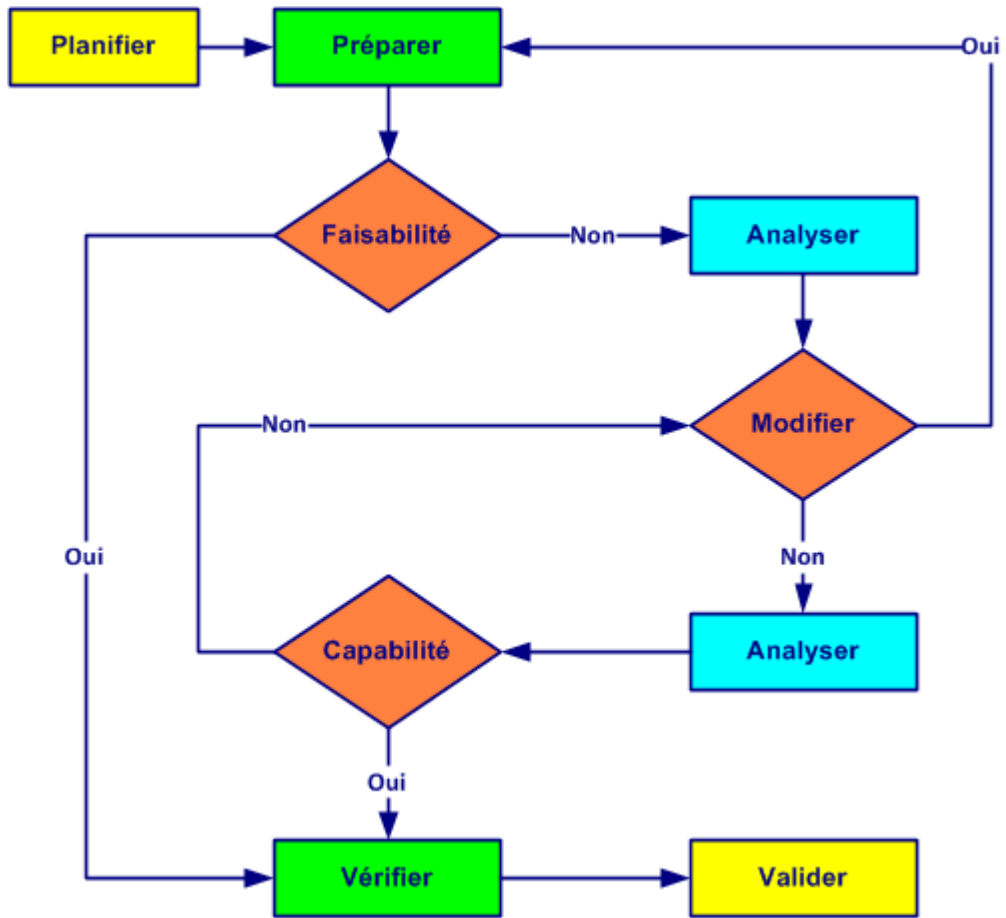 Planifier
Préparer
Oui
Faisabilité
Non
Analyser
Non
Modifier
Oui
Non
Capabilité
Analyser
Oui
Vérifier
Valider